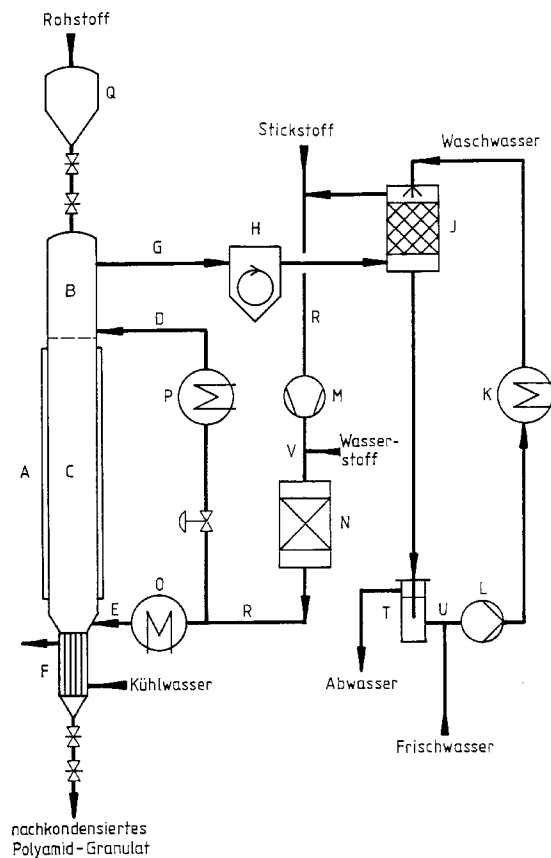 Rohstoff
Q
Stickstoff
Waschwasser
G
H
J
B
D
R
P
M
K
A
C
V
Wasser-
stoff
N
O
L
E
R
T
U
F
Kühlwasser
Abwasser
Frischwasser
nachkondensiertes
Polyamid-Granulat